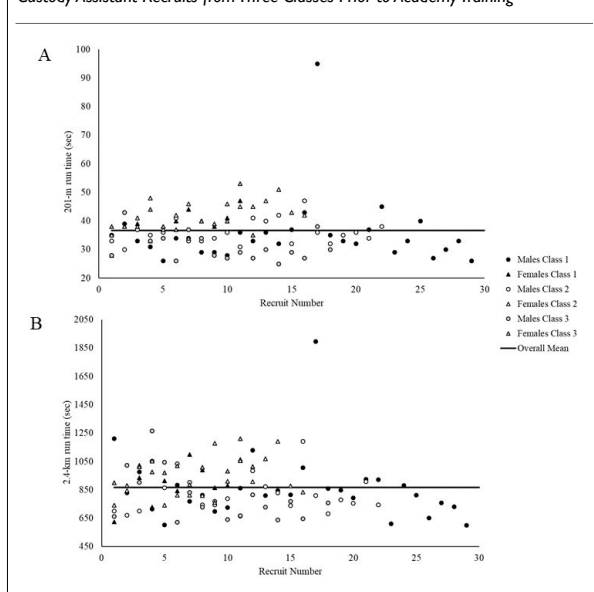 Custody Assistant Recruits from Three Classes Prior to Academy Training
A
100
90
80
70
60
50
40
30
20
201-m run time (sec)
0 5 10 15 20 25 30
Recruit Number
Males Class 1
Females Class 1
Males Class 2
Females Class 2
Males Class 3
Females Class 3
Overall Mean
B
2050
1850
1650
1450
1250
1050
850
650
450
2.4-km run time (sec)
0 5 10 15 20 25 30
Recruit Number